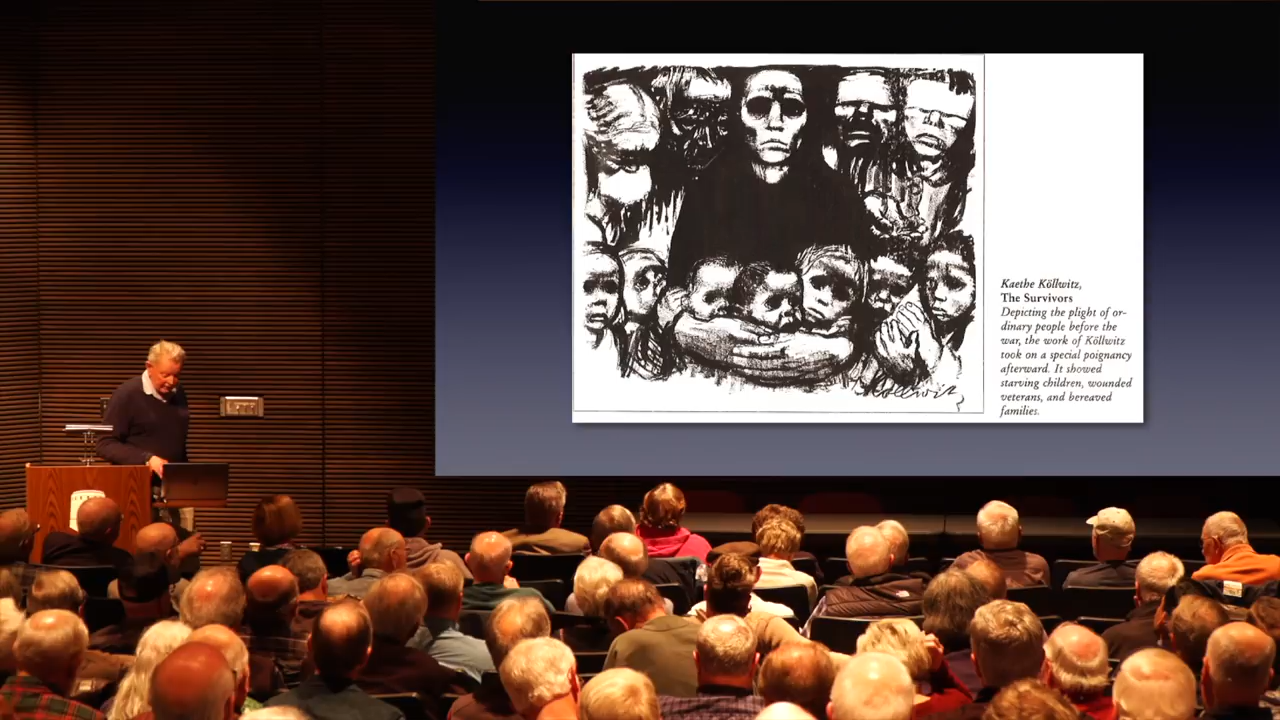 Kaethe Köllwitz,
The Survivors
Depicting the plight of or-
dinary people before the
war, the work of Köllwitz
took on a special poignancy
afterward. It showed
starving children, wounded
veterans, and bereaved
families.
Kollwitz